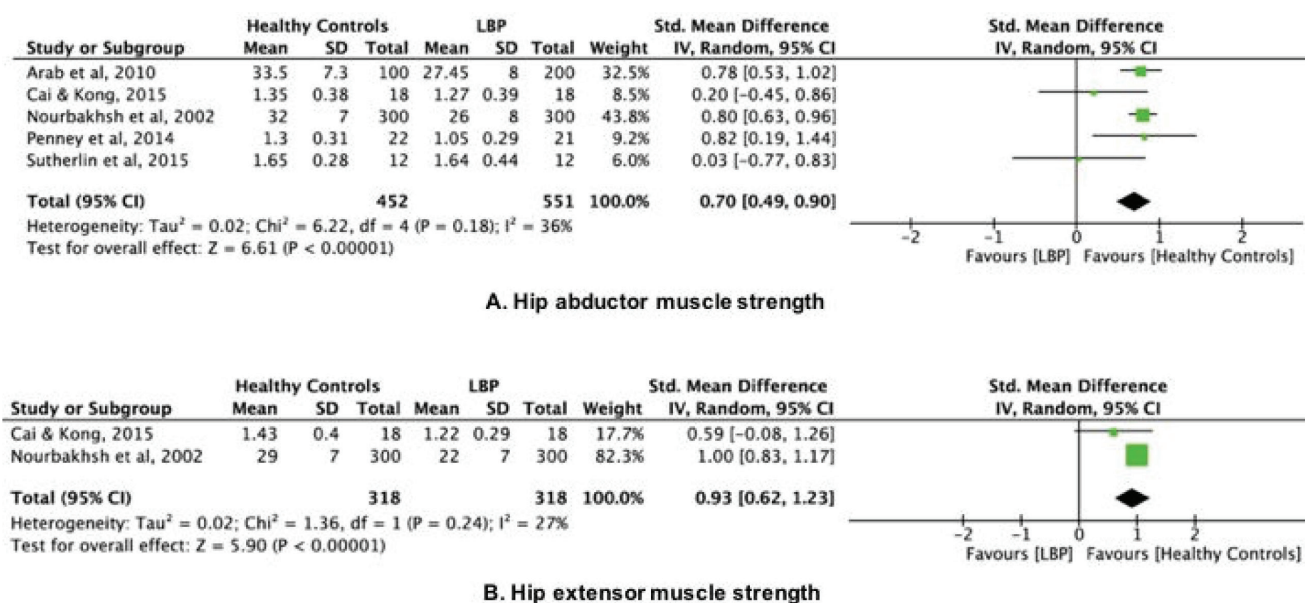 Healthy Controls LBP Std. Mean Difference Std. Mean Difference
Study or Subgroup Mean SD Total Mean SD Total Weight IV, Random, 95% CI IV, Random, 95% CI
Arab et al, 2010 33.5 7.3 100 27.45 8 200 32.5% 0.78 [0.53, 1.02]
Cai & Kong, 2015 1.35 0.38 18 1.27 0.39 18 8.5% 0.20 [-0.45, 0.86]
Nourbakhsh et al, 2002 32 7 300 26 8 300 43.8% 0.80 [0.63, 0.96]
Penney et al, 2014 1.3 0.31 22 1.05 0.29 21 9.2% 0.82 [0.19, 1.44]
Sutherlin et al, 2015 1.65 0.28 12 1.64 0.44 12 6.0% 0.03 [-0.77, 0.83]
Total (95% CI) 452 551 100.0% 0.70 [0.49, 0.90]
Heterogeneity: Tau² = 0.02; Chi² = 6.22, df = 4 (P = 0.18); I² = 36%
Test for overall effect: Z = 6.61 (P < 0.00001)
-2 -1 0 1 2
Favours [LBP] Favours [Healthy Controls]
A. Hip abductor muscle strength
Healthy Controls LBP Std. Mean Difference Std. Mean Difference
Study or Subgroup Mean SD Total Mean SD Total Weight IV, Random, 95% CI IV, Random, 95% CI
Cai & Kong, 2015 1.43 0.4 18 1.22 0.29 18 17.7% 0.59 [-0.08, 1.26]
Nourbakhsh et al, 2002 29 7 300 22 7 300 82.3% 1.00 [0.83, 1.17]
Total (95% CI) 318 318 100.0% 0.93 [0.62, 1.23]
Heterogeneity: Tau² = 0.02; Chi² = 1.36, df = 1 (P = 0.24); I² = 27%
Test for overall effect: Z = 5.90 (P < 0.00001)
-2 -1 0 1 2
Favours [LBP] Favours [Healthy Controls]
B. Hip extensor muscle strength